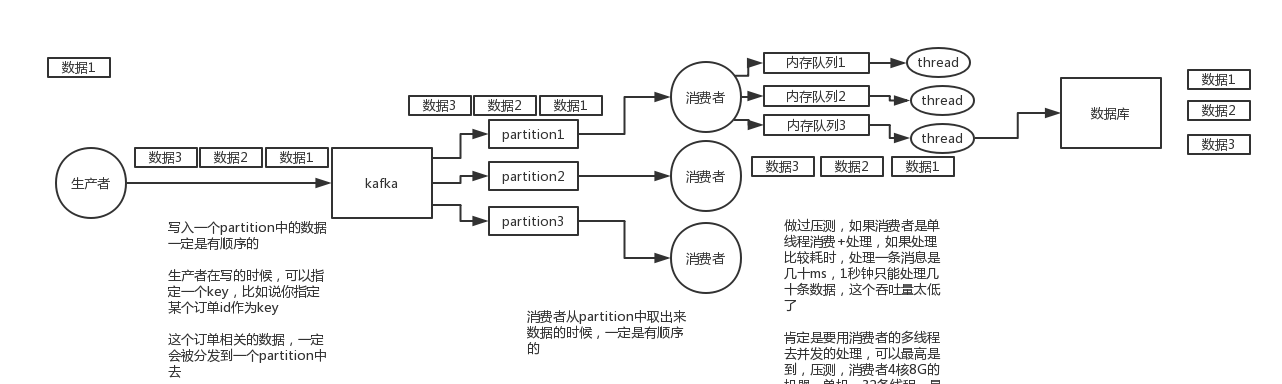 数据1
生产者
数据3
数据2
数据1
kafka
数据3
数据2
数据1
partition1
partition2
partition3
消费者
消费者
消费者
内存队列1
内存队列2
内存队列3
thread
thread
thread
数据3
数据2
数据1
数据库
数据1
数据2
数据3
写入一个partition中的数据
一定是有顺序的
生产者在写的时候，可以指
定一个key，比如说你指定
某个订单id作为key
这个订单相关的数据，一定
会被分发到一个partition中
去
消费者从partition中取出来
数据的时候，一定是有顺序
的
做过压测，如果消费者是单
线程消费+处理，如果处理
比较耗时，处理一条消息是
几十ms，1秒钟只能处理几
十条数据，这个吞吐量太低
了
肯定是要用消费者的多线程
去并发的处理，可以最高是
到，压测，消费者4核8G的
机器，单机，32条线程，最